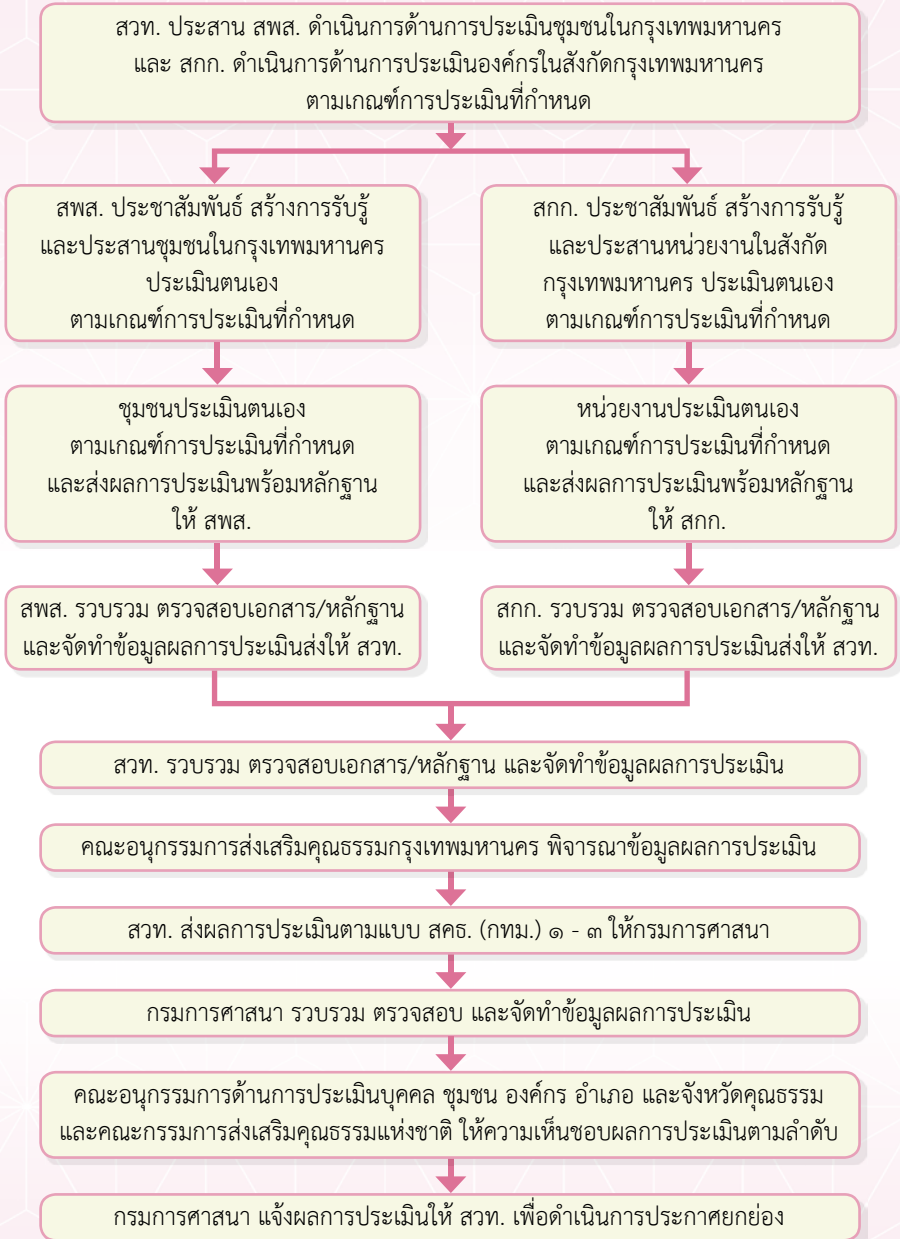 สวท. ประสาน สพส. ดำเนินการด้านการประเมินชุมชนในกรุงเทพมหานคร
และ สกก. ดำเนินการด้านการประเมินองค์กรในสังกัดกรุงเทพมหานคร
ตามเกณฑ์การประเมินที่กำหนด
สพส. ประชาสัมพันธ์ สร้างการรับรู้
และประสานชุมชนในกรุงเทพมหานคร
ประเมินตนเอง
ตามเกณฑ์การประเมินที่กำหนด
สกก. ประชาสัมพันธ์ สร้างการรับรู้
และประสานหน่วยงานในสังกัด
กรุงเทพมหานคร ประเมินตนเอง
ตามเกณฑ์การประเมินที่กำหนด
ชุมชนประเมินตนเอง
ตามเกณฑ์การประเมินที่กำหนด
และส่งผลการประเมินพร้อมหลักฐาน
ให้ สพส.
หน่วยงานประเมินตนเอง
ตามเกณฑ์การประเมินที่กำหนด
และส่งผลการประเมินพร้อมหลักฐาน
ให้ สกก.
สพส. รวบรวม ตรวจสอบเอกสาร/หลักฐาน
และจัดทำข้อมูลผลการประเมินส่งให้ สวท.
สกก. รวบรวม ตรวจสอบเอกสาร/หลักฐาน
และจัดทำข้อมูลผลการประเมินส่งให้ สวท.
สวท. รวบรวม ตรวจสอบเอกสาร/หลักฐาน และจัดทำข้อมูลผลการประเมิน
คณะอนุกรรมการส่งเสริมคุณธรรมกรุงเทพมหานคร พิจารณาข้อมูลผลการประเมิน
สวท. ส่งผลการประเมินตามแบบ สคธ. (กทม.) ๑ - ๓ ให้กรมการศาสนา
กรมการศาสนา รวบรวม ตรวจสอบ และจัดทำข้อมูลผลการประเมิน
คณะอนุกรรมการด้านการประเมินบุคคล ชุมชน องค์กร อำเภอ และจังหวัดคุณธรรม
และคณะกรรมการส่งเสริมคุณธรรมแห่งชาติ ให้ความเห็นชอบผลการประเมินตามลำดับ
กรมการศาสนา แจ้งผลการประเมินให้ สวท. เพื่อดำเนินการประกาศยกย่อง